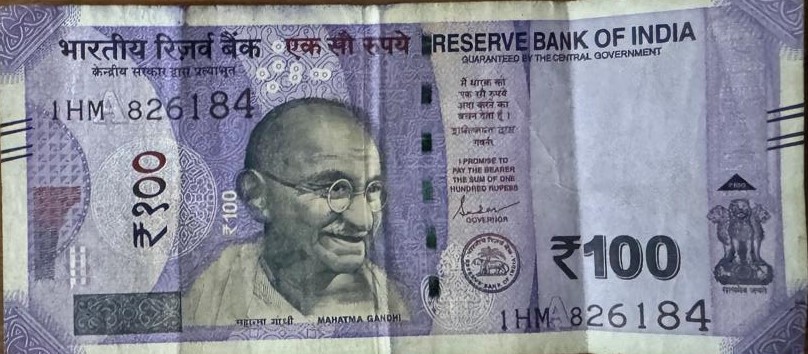 भारतीय रिज़र्व बैंक
केन्द्रीय सरकार द्वारा प्रत्याभूत
एक सौ रुपये
RESERVE BANK OF INDIA
GUARANTEED BY THE CENTRAL GOVERNMENT
1HM 826184
₹१००
₹100
मैं धारक को
एक सौ रुपये
अदा करने का
वचन देता हूँ।
गवर्नर
I PROMISE TO
PAY THE BEARER
THE SUM OF ONE
HUNDRED RUPEES
GOVERNOR
महात्मा गांधी
MAHATMA GANDHI
₹100
₹100
सत्यमेव जयते
1HM 826184